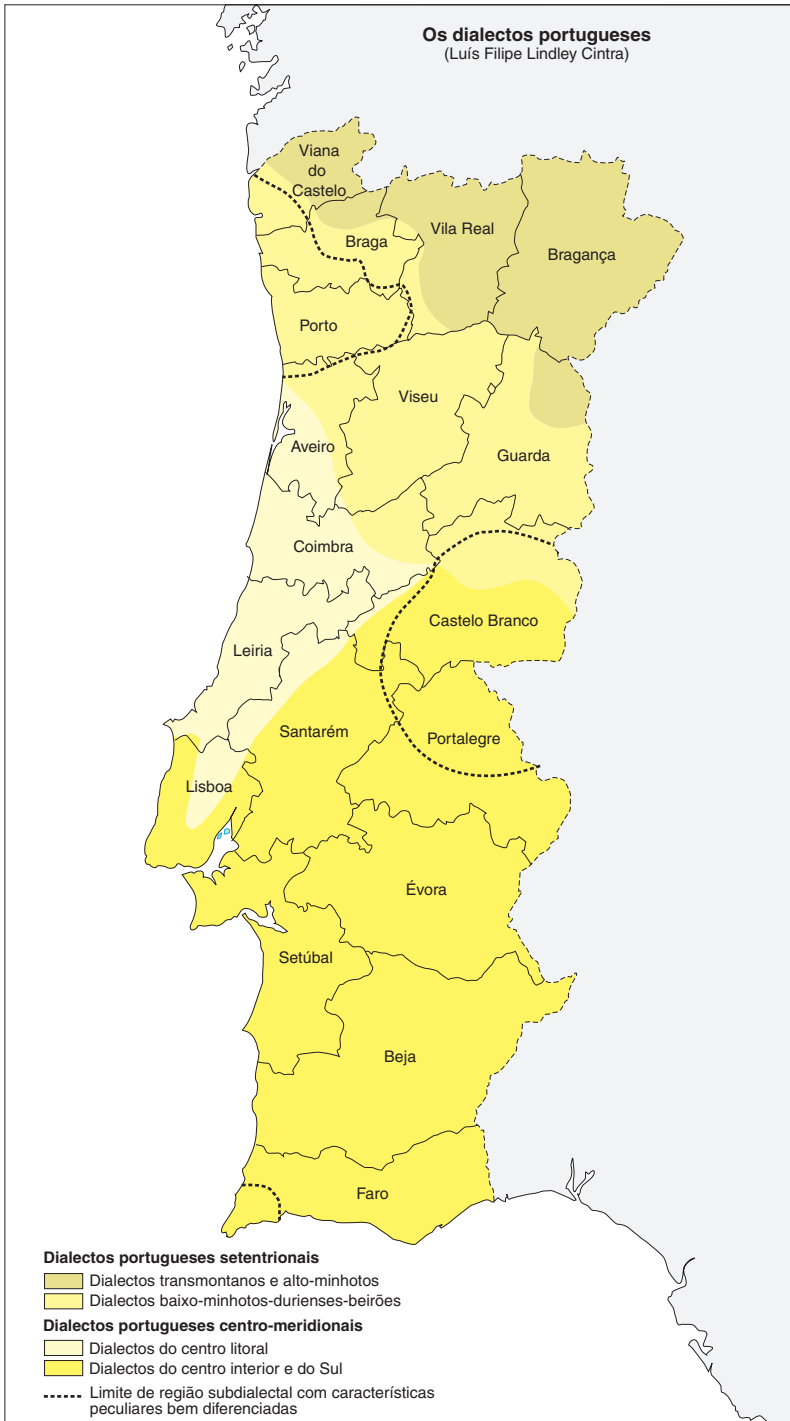 Os dialectos portugueses
(Luís Filipe Lindley Cintra)
Viana
do
Castelo
Vila Real
Braga
Bragança
Porto
Viseu
Aveiro
Guarda
Coimbra
Castelo Branco
Leiria
Santarém
Portalegre
Lisboa
Évora
Setúbal
Beja
Faro
Dialectos portugueses setentrionais
Dialectos transmontanos e alto-minhotos
Dialectos baixo-minhotos-durienses-beirões
Dialectos portugueses centro-meridionais
Dialectos do centro litoral
Dialectos do centro interior e do Sul
Limite de região subdialectal com características
peculiares bem diferenciadas